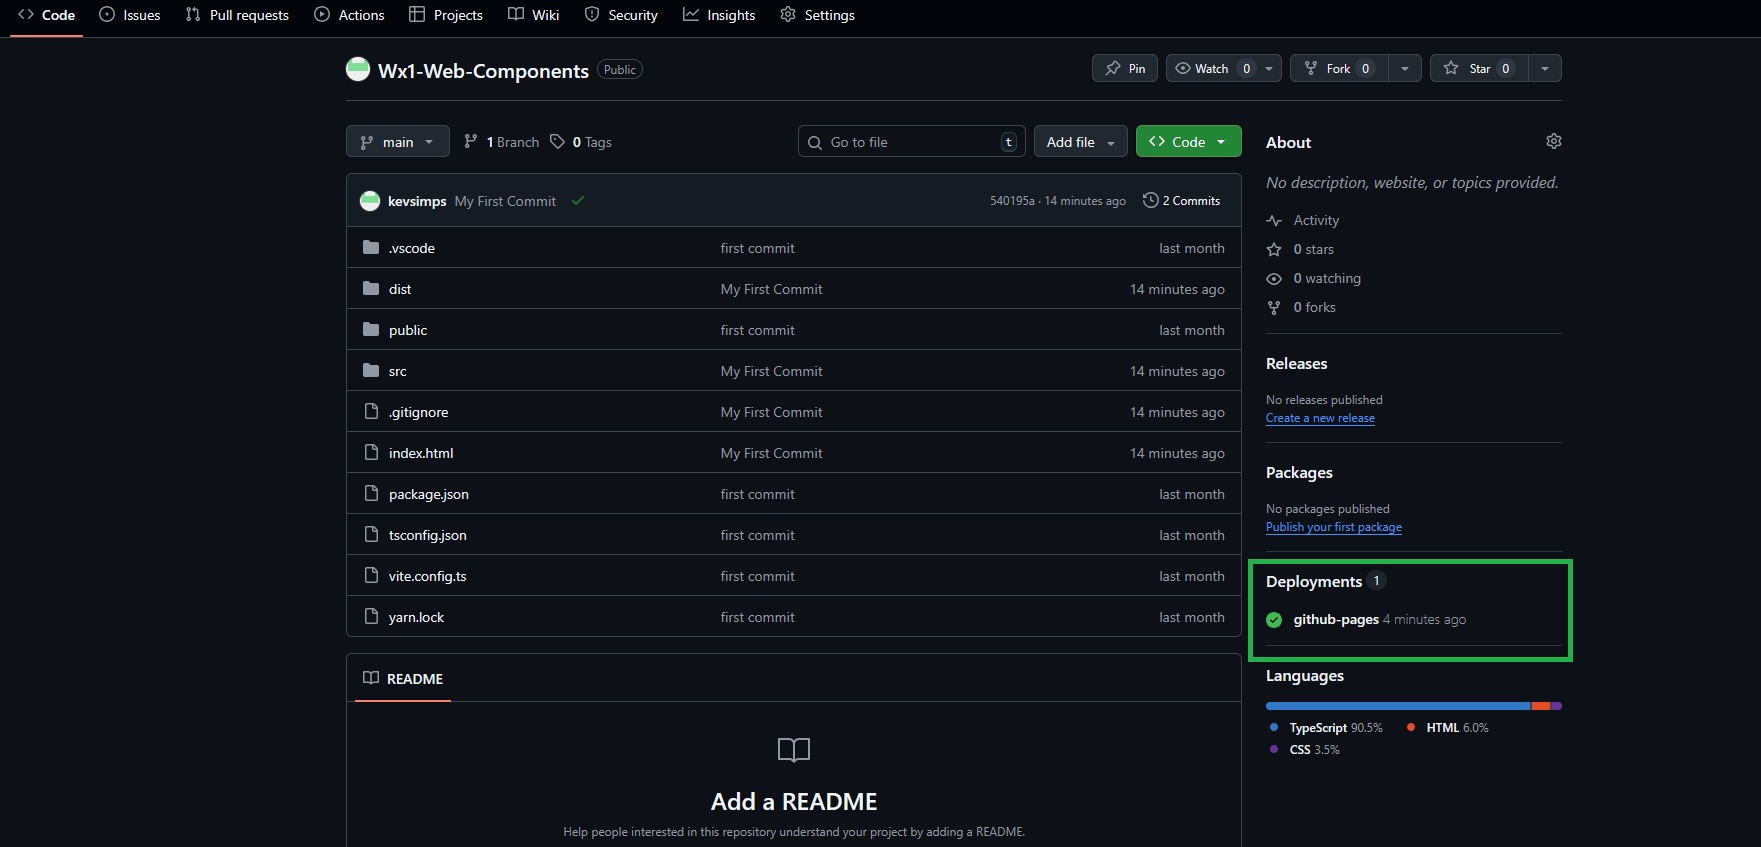 Code Issues Pull requests Actions Projects Wiki Security Insights Settings
Wx1-Web-Components Public Pin Watch 0 Fork 0 Star 0
main 1 Branch 0 Tags Go to file t Add file Code
kevsimps My First Commit 540195a · 14 minutes ago 2 Commits
.vscode first commit last month
dist My First Commit 14 minutes ago
public first commit last month
src My First Commit 14 minutes ago
.gitignore My First Commit 14 minutes ago
index.html My First Commit 14 minutes ago
package.json first commit last month
tsconfig.json first commit last month
vite.config.ts first commit last month
yarn.lock first commit last month
README
Add a README
Help people interested in this repository understand your project by adding a README.
About
No description, website, or topics provided.
Activity
0 stars
0 watching
0 forks
Releases
No releases published
Create a new release
Packages
No packages published
Publish your first package
Deployments 1
github-pages 4 minutes ago
Languages
TypeScript 90.5% HTML 6.0%
CSS 3.5%